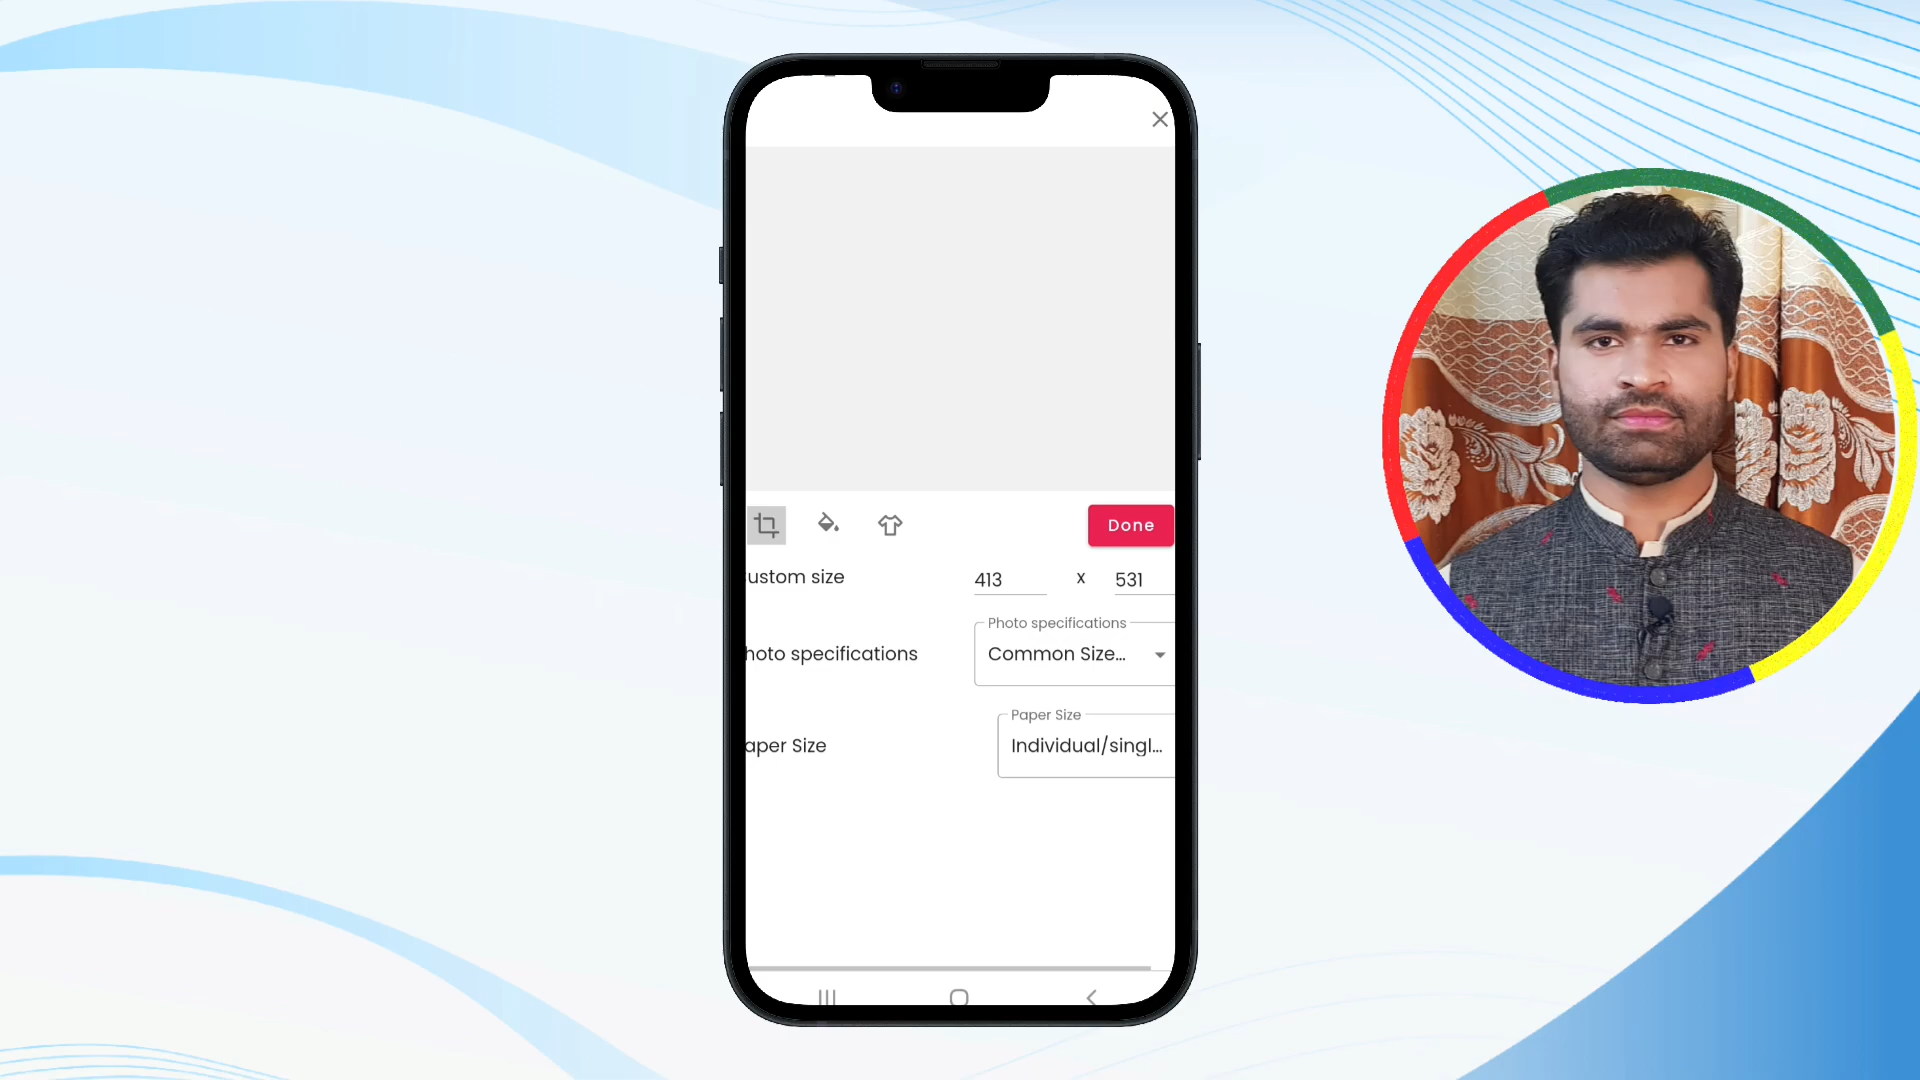 Done
ustom size 413 x 531
Photo specifications
hoto specifications Common Size...
Paper Size
aper Size Individual/singl...